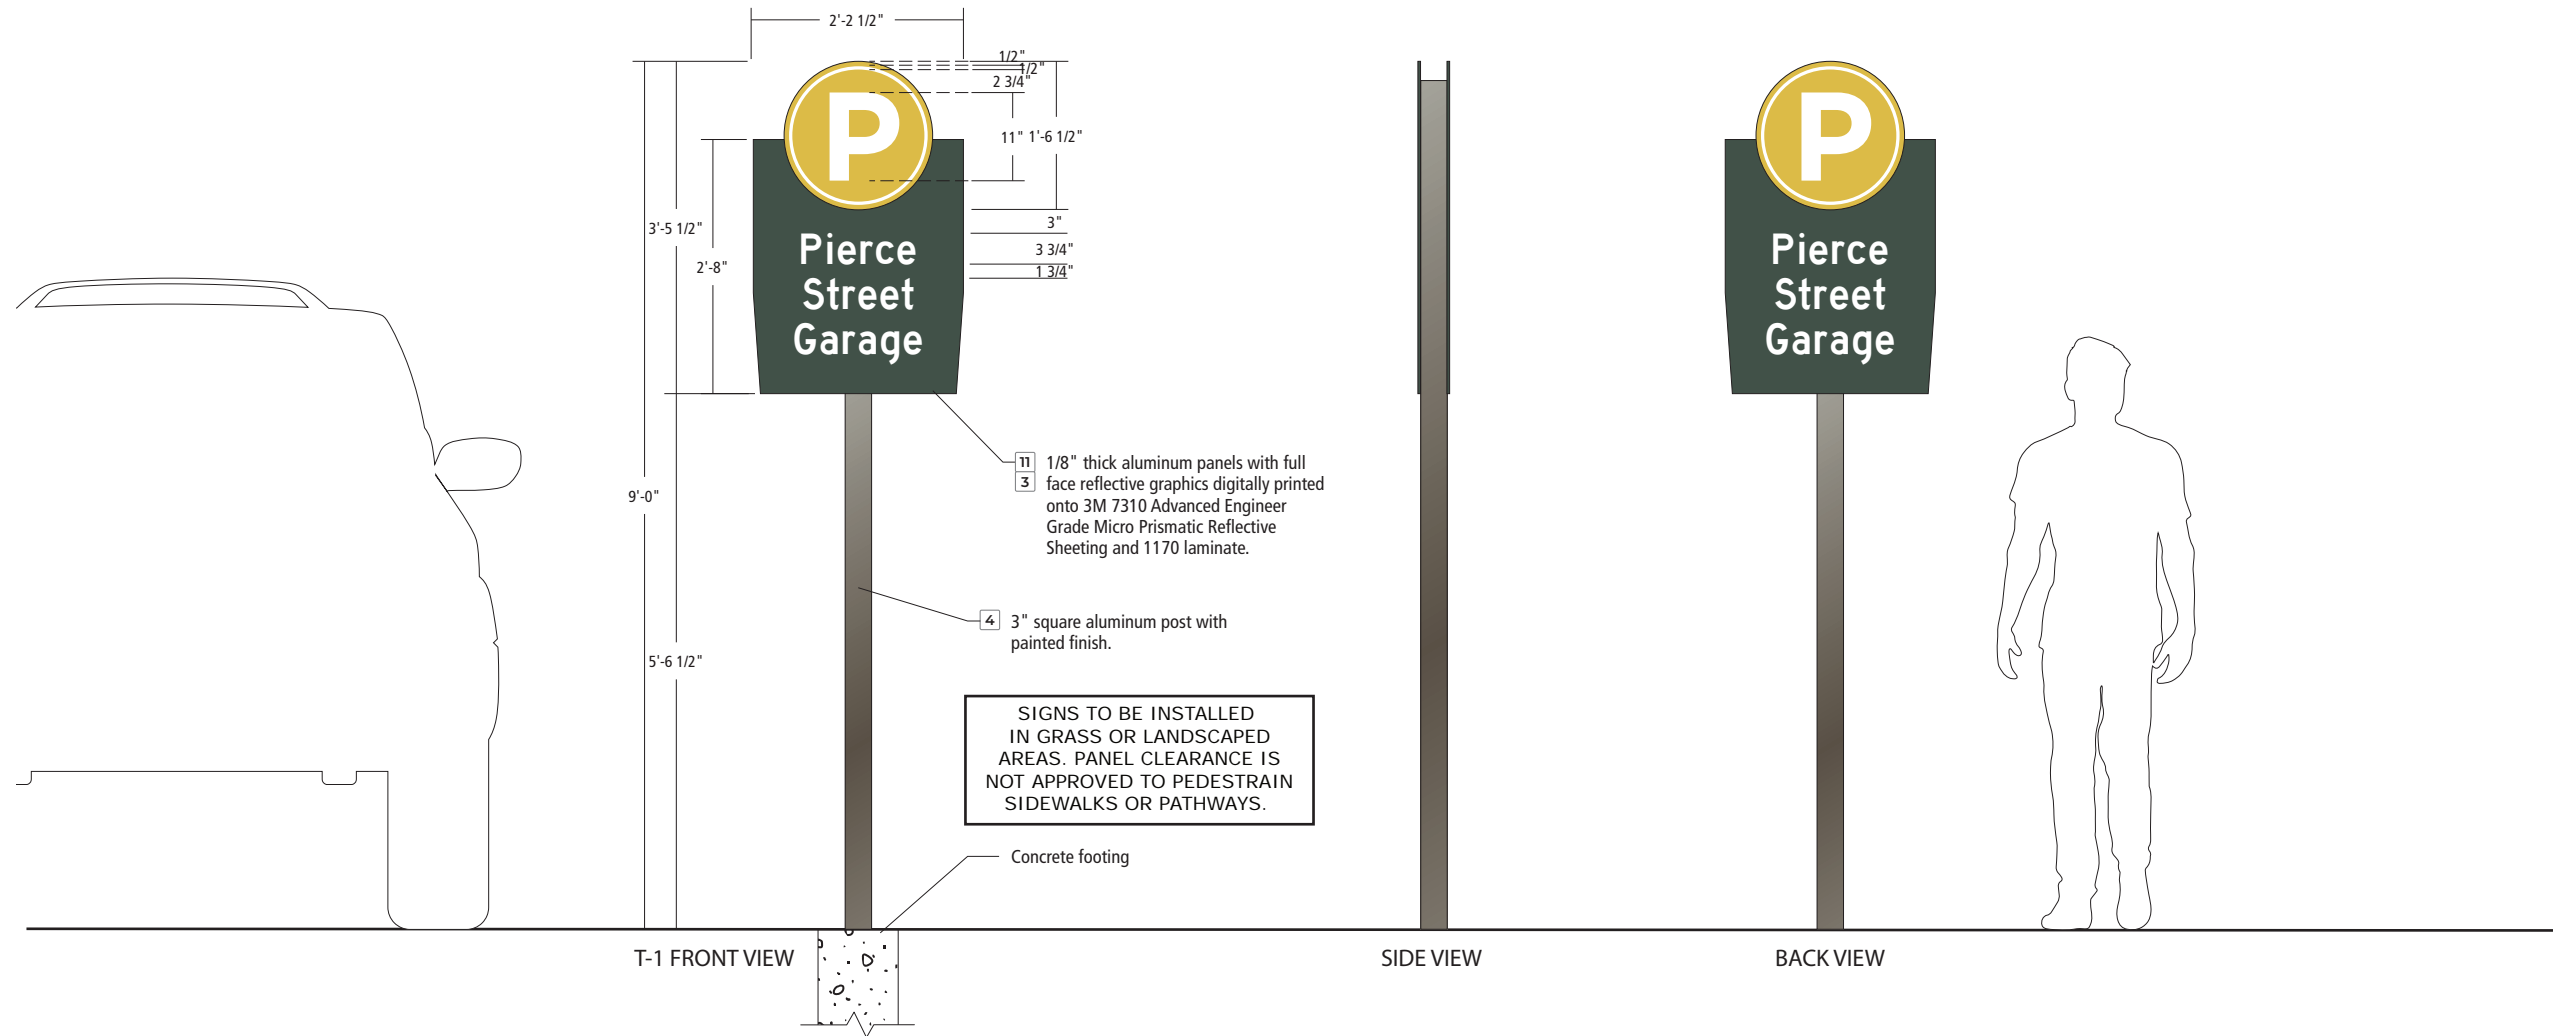 2'-2 1/2"
1/2"
1/2"
2 3/4"
11"
1'-6 1/2"
3"
3 3/4"
1 3/4"
3'-5 1/2"
2'-8"
9'-0"
5'-6 1/2"
P
Pierce
Street
Garage
11
3
1/8" thick aluminum panels with full
face reflective graphics digitally printed
onto 3M 7310 Advanced Engineer
Grade Micro Prismatic Reflective
Sheeting and 1170 laminate.
4
3" square aluminum post with
painted finish.
SIGNS TO BE INSTALLED
IN GRASS OR LANDSCAPED
AREAS. PANEL CLEARANCE IS
NOT APPROVED TO PEDESTRAIN
SIDEWALKS OR PATHWAYS.
Concrete footing
T-1 FRONT VIEW
SIDE VIEW
P
Pierce
Street
Garage
BACK VIEW